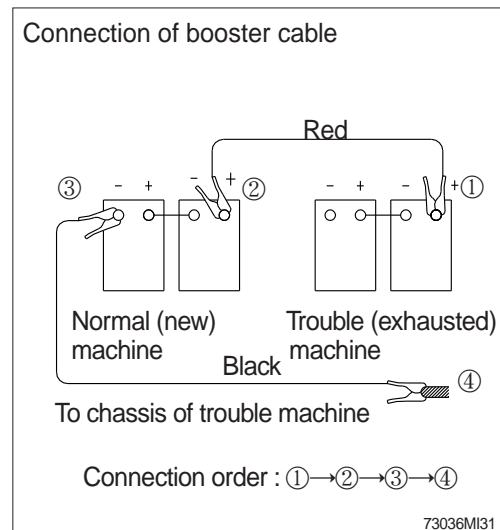 Connection of booster cable
Red
③ - + - + ② - + - + ①
Normal (new)
machine
Trouble (exhausted)
machine
Black
④
To chassis of trouble machine
Connection order : ①→②→③→④
73036MI31